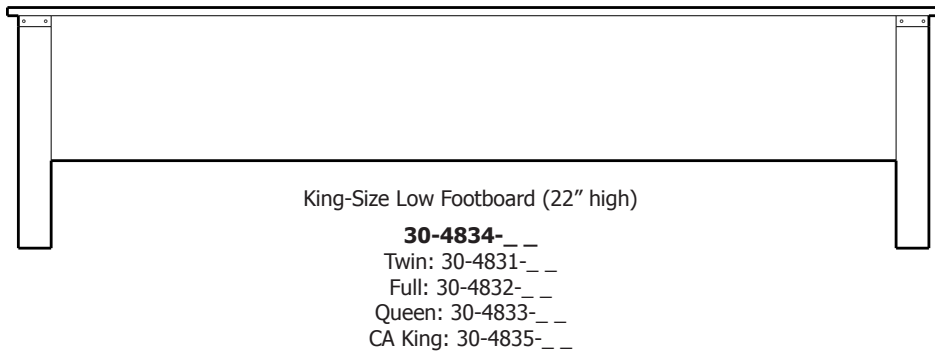 King-Size Low Footboard (22” high)
30-4834-_ _
Twin: 30-4831-_ _
Full: 30-4832-_ _
Queen: 30-4833-_ _
CA King: 30-4835-_ _